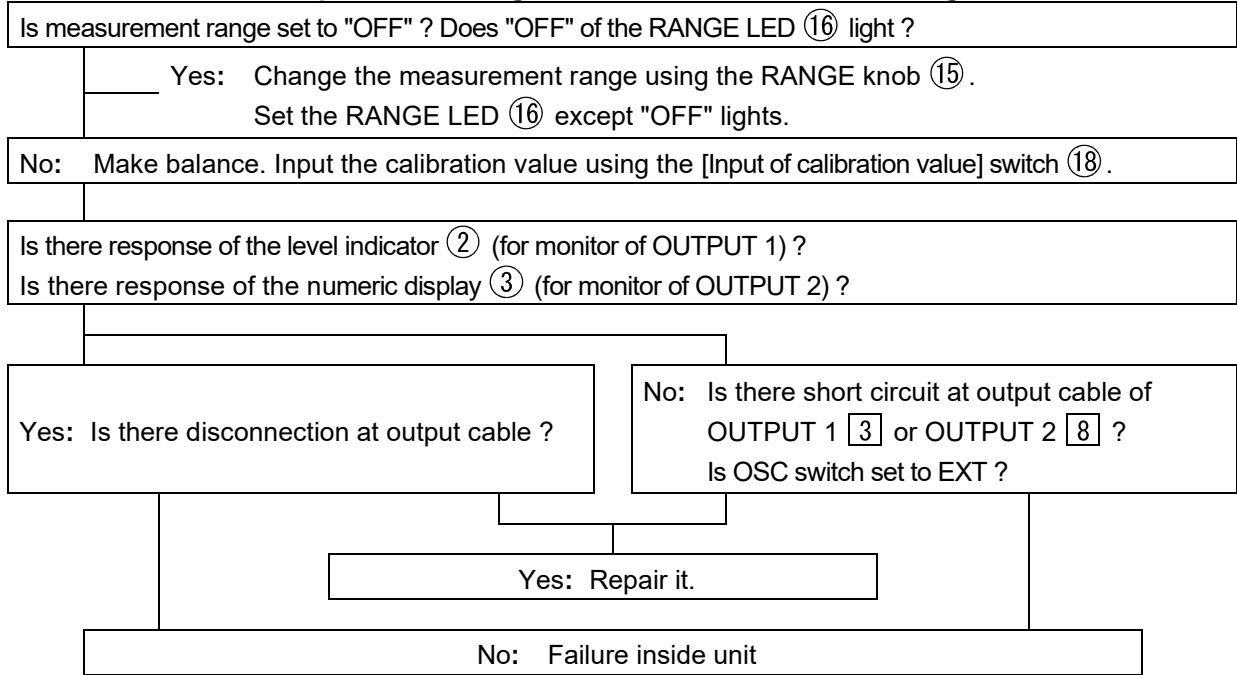 Is measurement range set to "OFF" ? Does "OFF" of the RANGE LED ⑯ light ?
Yes: Change the measurement range using the RANGE knob ⑮.
Set the RANGE LED ⑯ except "OFF" lights.
No: Make balance. Input the calibration value using the [Input of calibration value] switch ⑱.
Is there response of the level indicator ② (for monitor of OUTPUT 1) ?
Is there response of the numeric display ③ (for monitor of OUTPUT 2) ?
Yes: Is there disconnection at output cable ?
No: Is there short circuit at output cable of
OUTPUT 1 3 or OUTPUT 2 8 ?
Is OSC switch set to EXT ?
Yes: Repair it.
No: Failure inside unit